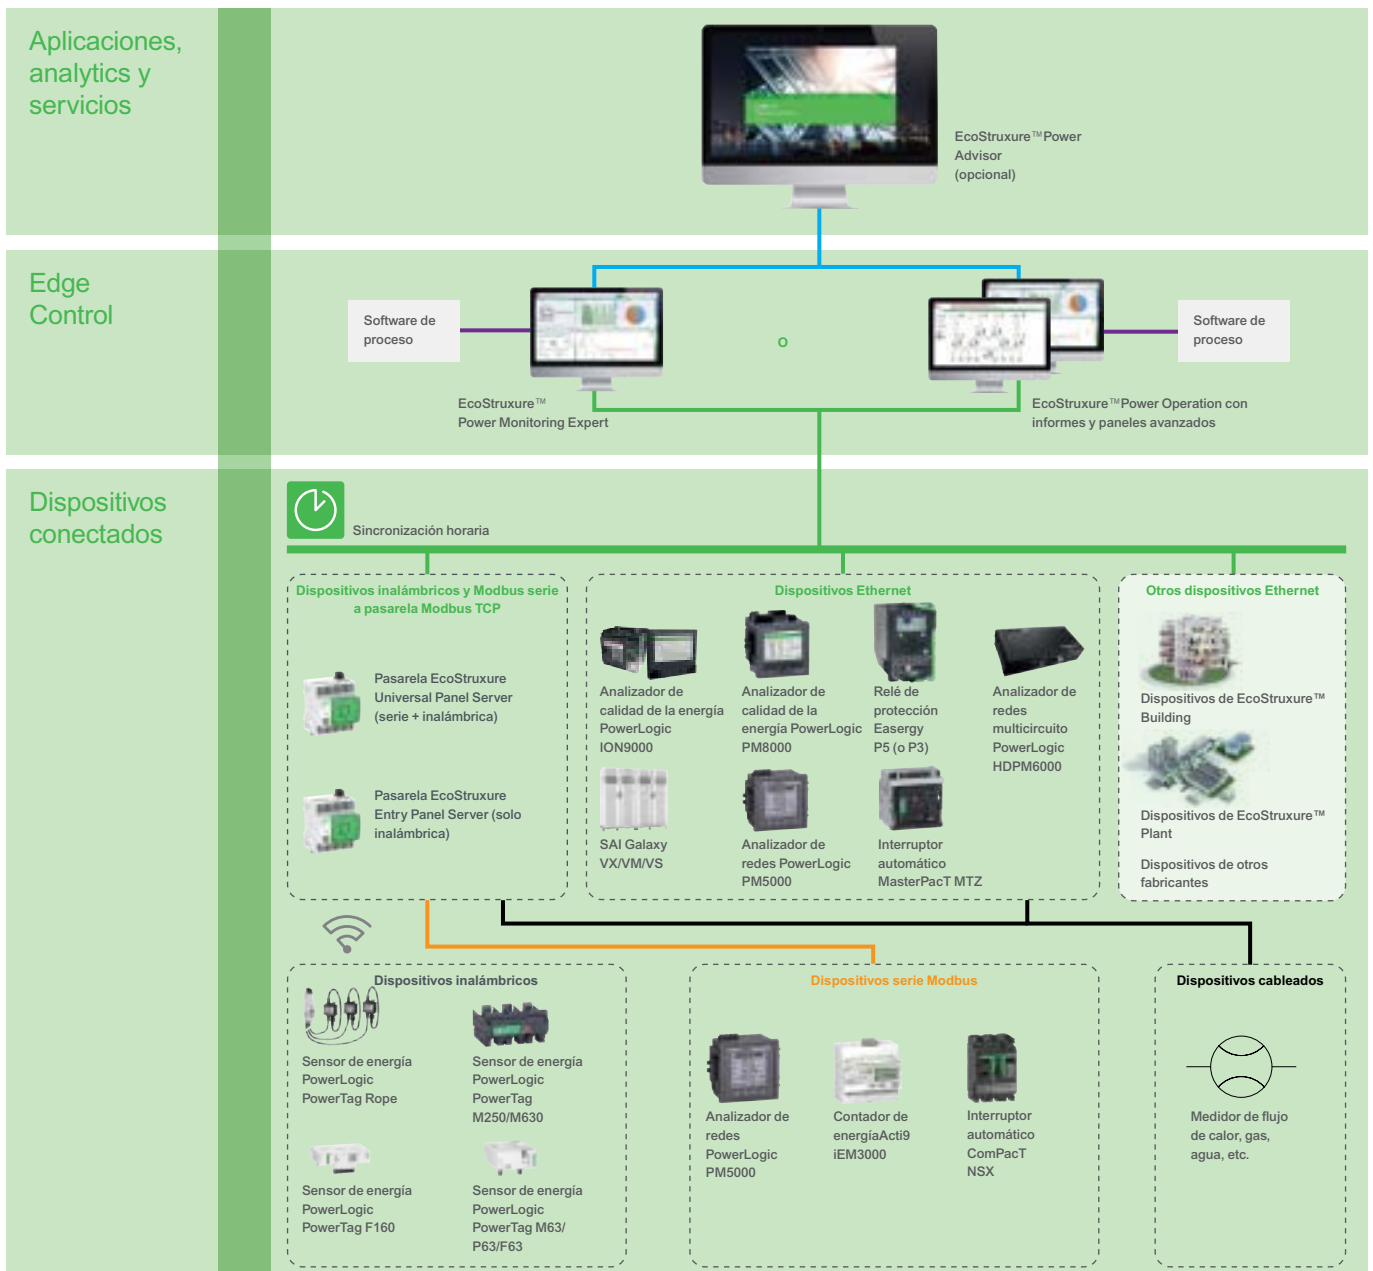 Aplicaciones,
analytics y
servicios
EcoStruxure™Power
Advisor
(opcional)
Edge
Control
Software de
proceso
O
Software de
proceso
EcoStruxure™
Power Monitoring Expert
EcoStruxure™Power Operation con
informes y paneles avanzados
Dispositivos
conectados
Sincronización horaria
Dispositivos inalámbricos y Modbus serie
a pasarela Modbus TCP
Pasarela EcoStruxure
Universal Panel Server
(serie + inalámbrica)
Pasarela EcoStruxure
Entry Panel Server (solo
inalámbrica)
Dispositivos Ethernet
Analizador de
calidad de la energía
PowerLogic
ION9000
Analizador de
calidad de la
energía PowerLogic
PM8000
Relé de
protección
Easergy
P5 (o P3)
Analizador de
redes
multicircuito
PowerLogic
HDPM6000
SAI Galaxy
VX/VM/VS
Analizador de
redes PowerLogic
PM5000
Interruptor
automático
MasterPacT MTZ
Otros dispositivos Ethernet
Dispositivos de EcoStruxure™
Building
Dispositivos de EcoStruxure™
Plant
Dispositivos de otros
fabricantes
Dispositivos inalámbricos
Sensor de energía
PowerLogic
PowerTag Rope
Sensor de energía
PowerLogic
PowerTag
M250/M630
Sensor de energía
PowerLogic
PowerTag F160
Sensor de energía
PowerLogic
PowerTag M63/
P63/F63
Dispositivos serie Modbus
Analizador de
redes
PowerLogic
PM5000
Contador de
energíaActi9
iEM3000
Interruptor
automático
ComPacT
NSX
Dispositivos cableados
Medidor de flujo
de calor, gas,
agua, etc.